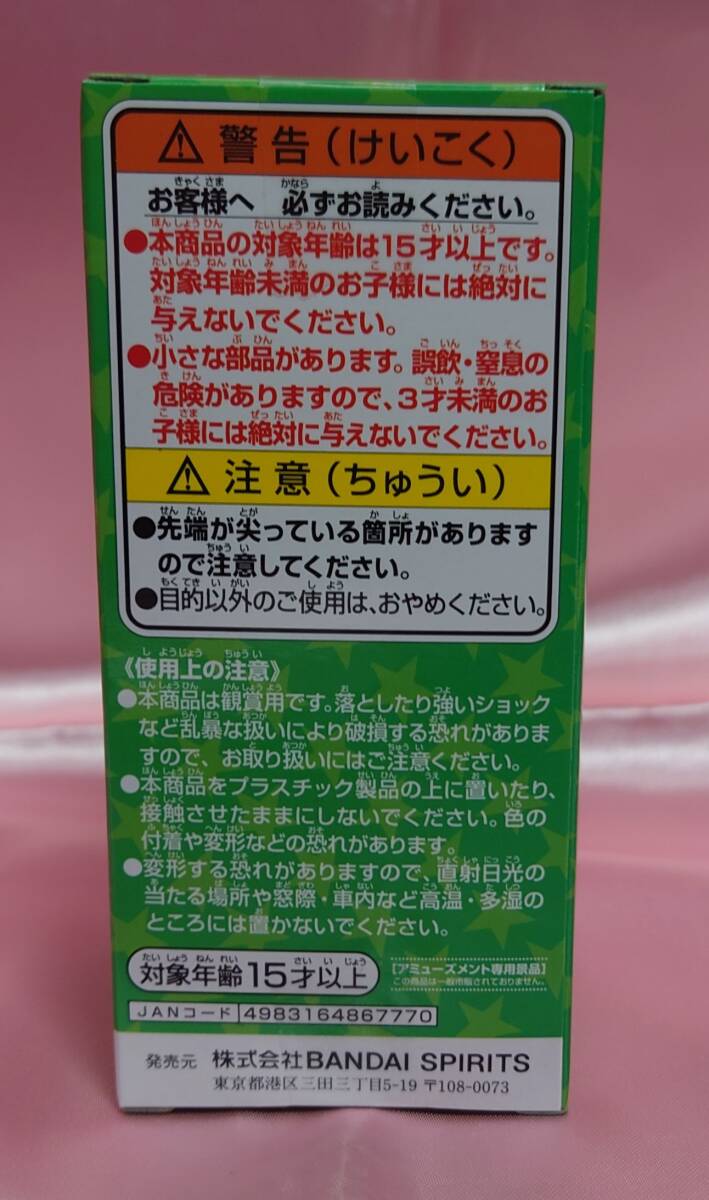 ⚠ 警告(けいこく)
お客様へ 必ずお読みください。
●本商品の対象年齢は15才以上です。
対象年齢未満のお子様には絶対に
与えないでください。
●小さな部品があります。誤飲・窒息の
危険がありますので、3才未満のお
子様には絶対に与えないでください。
⚠ 注意(ちゅうい)
●先端が尖っている箇所があります
ので注意してください。
●目的以外のご使用は、おやめください。
《使用上の注意》
●本商品は観賞用です。落としたり強いショック
など乱暴な扱いにより破損する恐れがありま
すので、お取り扱いにはご注意ください。
●本商品をプラスチック製品の上に置いたり、
接触させたままにしないでください。色の
付着や変形などの恐れがあります。
●変形する恐れがありますので、直射日光の
当たる場所や窓際・車内など高温・多湿の
ところには置かないでください。
対象年齢15才以上
[アミューズメント専用景品]
この商品は一般市販されておりません。
JANコード 4983164867770
発売元 株式会社BANDAI SPIRITS
東京都港区三田三丁目5-19 〒108-0073